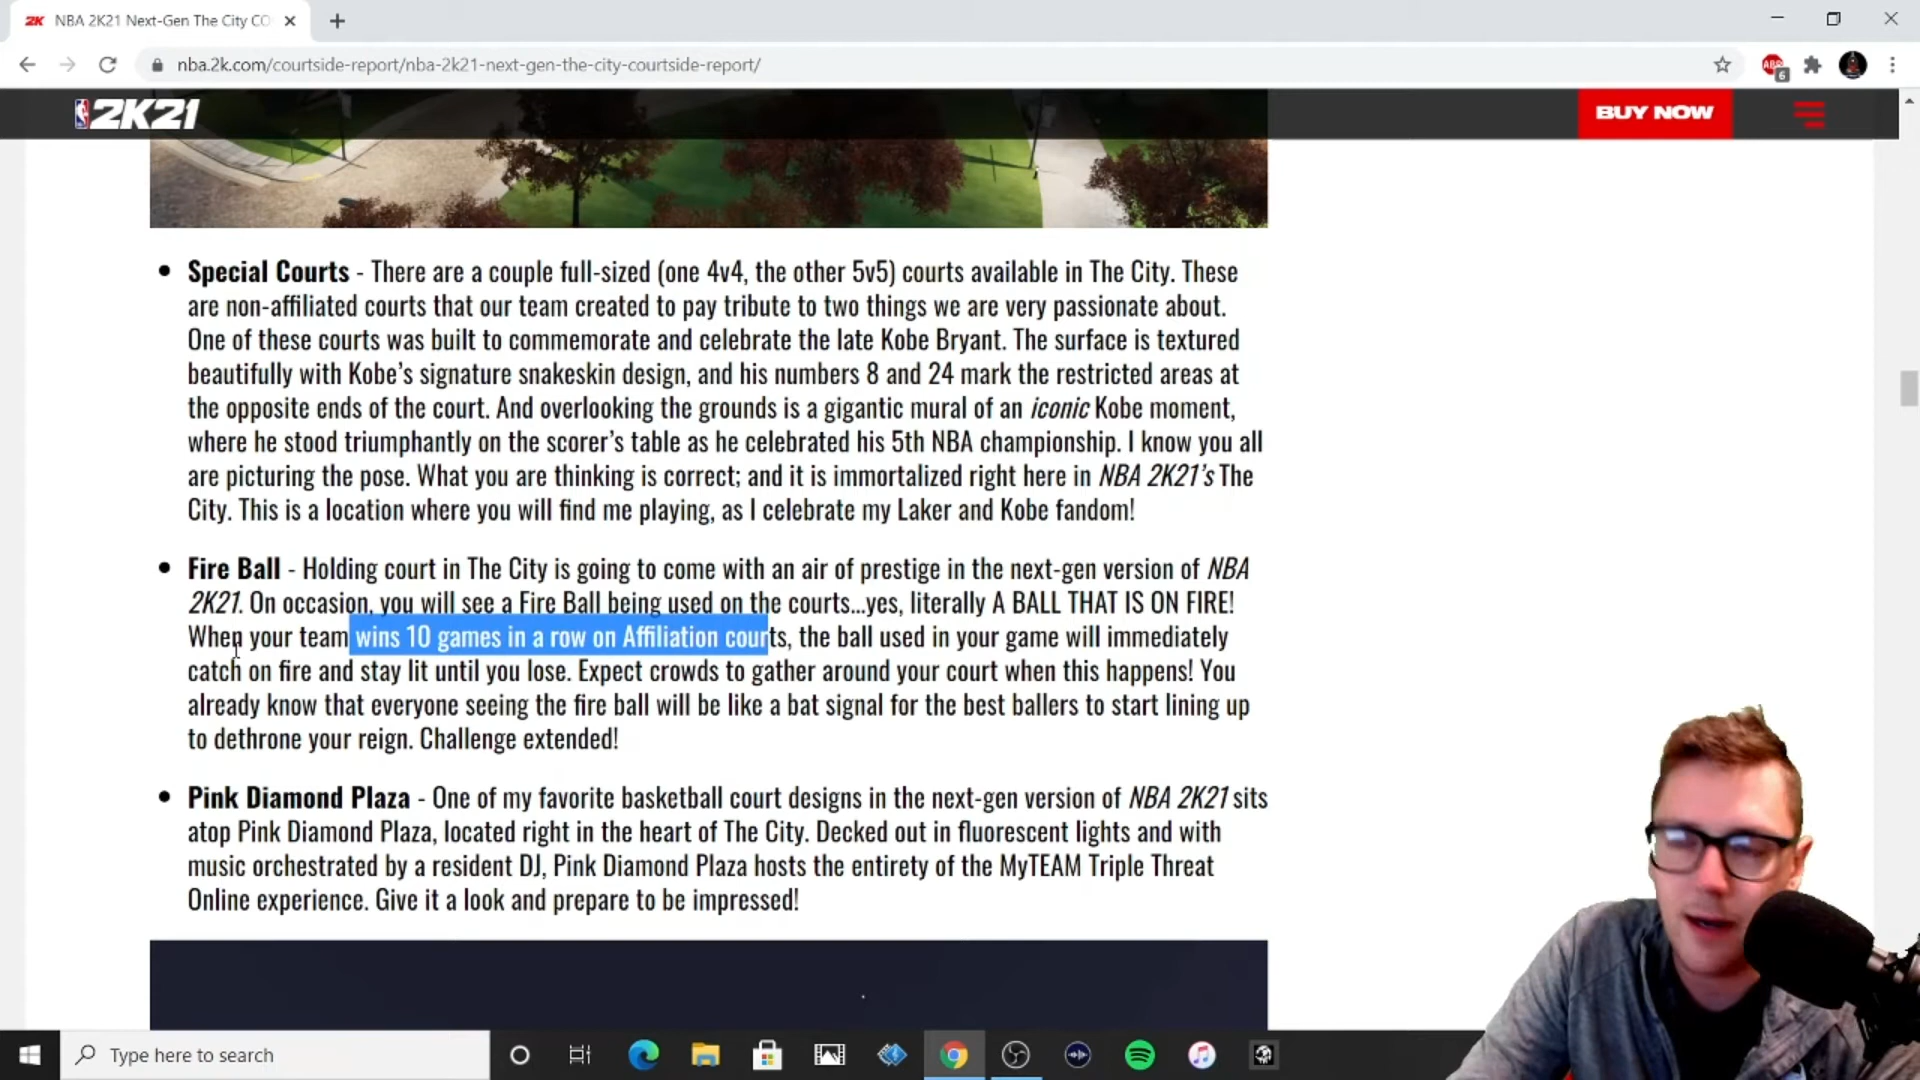 2K NBA 2K21 Next-Gen The City CO
nba.2k.com/courtside-report/nba-2k21-next-gen-the-city-courtside-report/
ABP
6
2K21
BUY NOW
Special Courts - There are a couple full-sized (one 4v4, the other 5v5) courts available in The City. These
are non-affiliated courts that our team created to pay tribute to two things we are very passionate about.
One of these courts was built to commemorate and celebrate the late Kobe Bryant. The surface is textured
beautifully with Kobe's signature snakeskin design, and his numbers 8 and 24 mark the restricted areas at
the opposite ends of the court. And overlooking the grounds is a gigantic mural of an iconic Kobe moment,
where he stood triumphantly on the scorer's table as he celebrated his 5th NBA championship. I know you all
are picturing the pose. What you are thinking is correct; and it is immortalized right here in NBA 2K21's The
City. This is a location where you will find me playing, as I celebrate my Laker and Kobe fandom!
Fire Ball - Holding court in The City is going to come with an air of prestige in the next-gen version of NBA
2K21. On occasion, you will see a Fire Ball being used on the courts...yes, literally A BALL THAT IS ON FIRE!
When your team wins 10 games in a row on Affiliation courts, the ball used in your game will immediately
catch on fire and stay lit until you lose. Expect crowds to gather around your court when this happens! You
already know that everyone seeing the fire ball will be like a bat signal for the best ballers to start lining up
to dethrone your reign. Challenge extended!
Pink Diamond Plaza - One of my favorite basketball court designs in the next-gen version of NBA 2K21 sits
atop Pink Diamond Plaza, located right in the heart of The City. Decked out in fluorescent lights and with
music orchestrated by a resident DJ, Pink Diamond Plaza hosts the entirety of the MyTEAM Triple Threat
Online experience. Give it a look and prepare to be impressed!
Type here to search